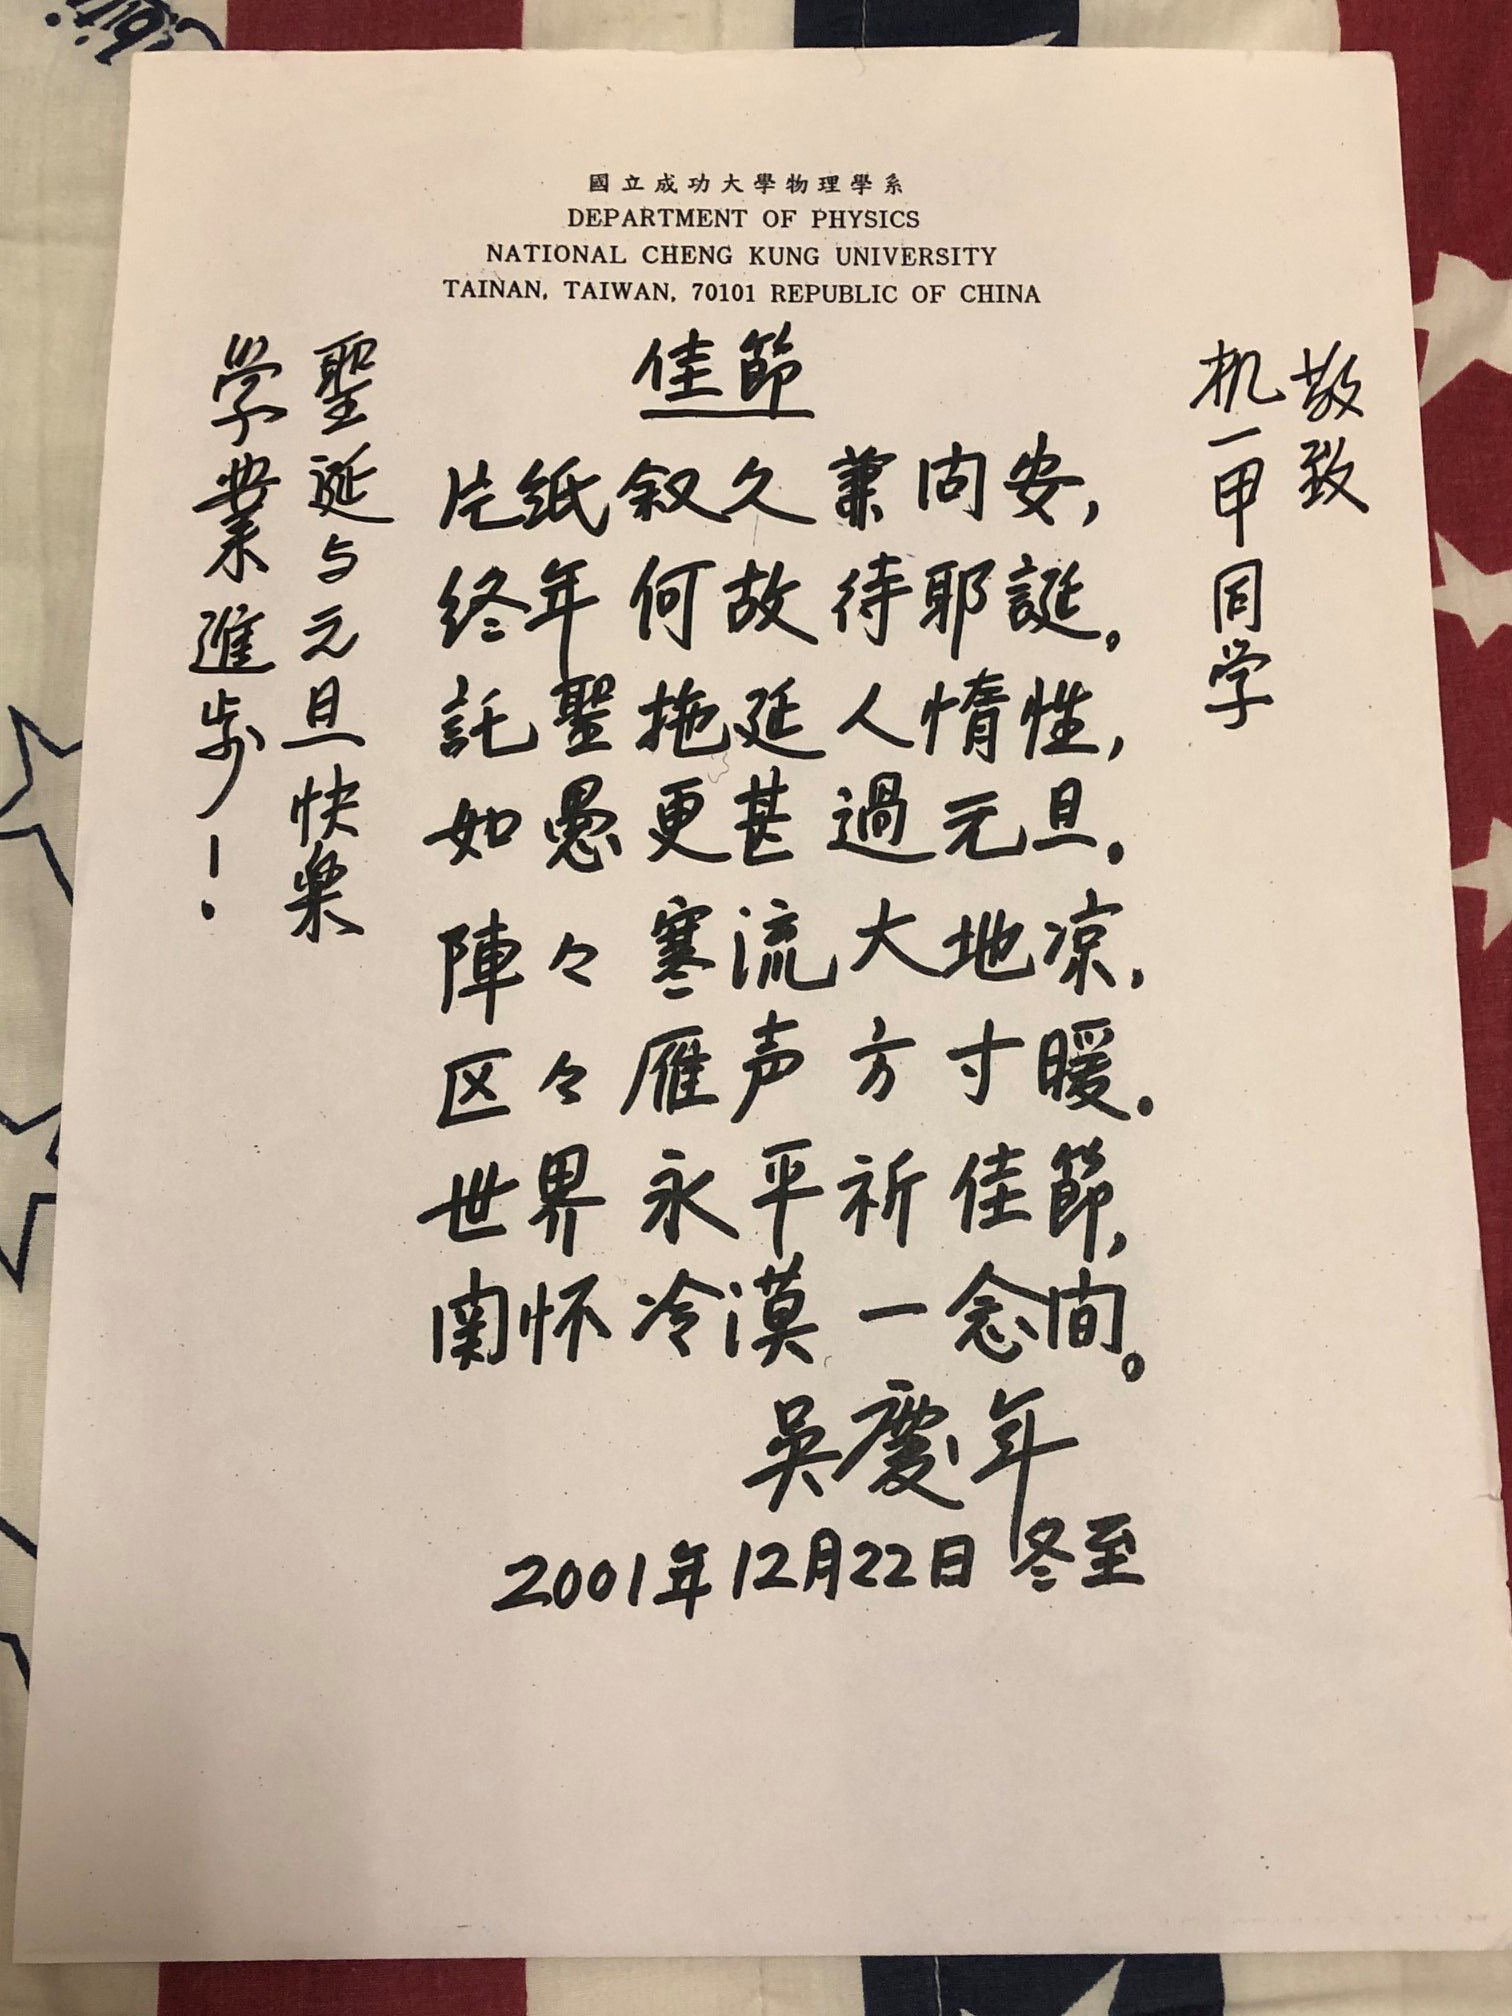 國立成功大學物理學系
DEPARTMENT OF PHYSICS
NATIONAL CHENG KUNG UNIVERSITY
TAINAN, TAIWAN, 70101 REPUBLIC OF CHINA
敬致
机一甲同学
佳節
片紙叙久兼问安,
终年何故待耶誕。
託聖拖延人惰性,
如愚更甚過元旦.
陣々寒流大地凉,
区々雁声方寸暖.
世界永平祈佳節,
関怀冷漠一念间。
吳慶年
2001年12月22日 冬至
聖誕与元旦快楽
学業進步!